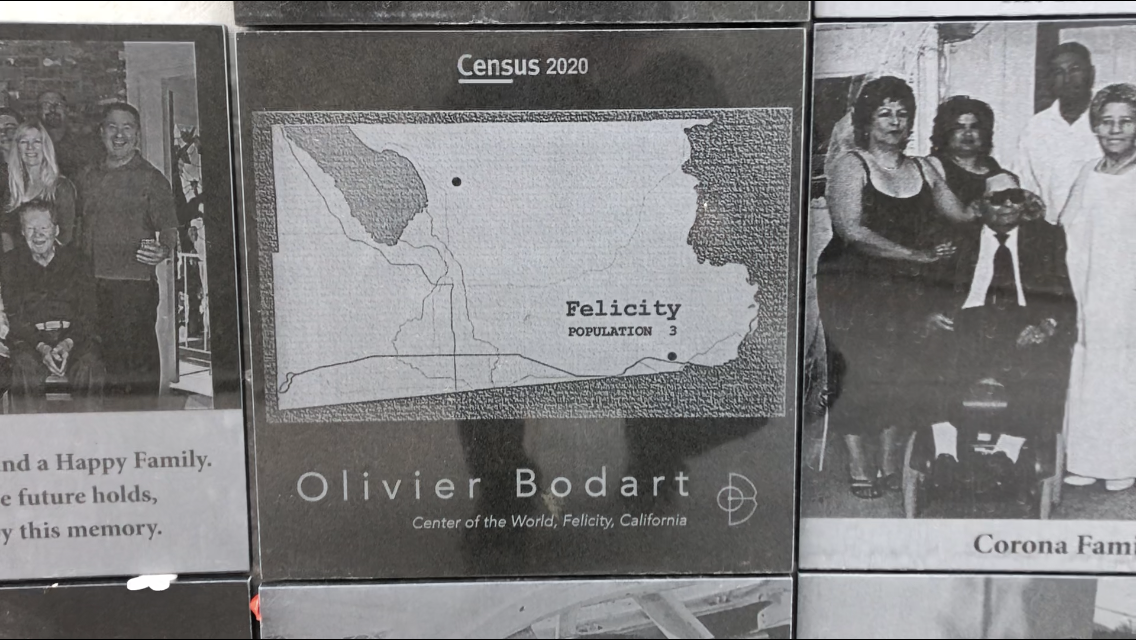 Census 2020
Felicity
POPULATION 3
Olivier Bodart
Center of the World, Felicity, California
nd a Happy Family.
e future holds,
y this memory.
Corona Fami